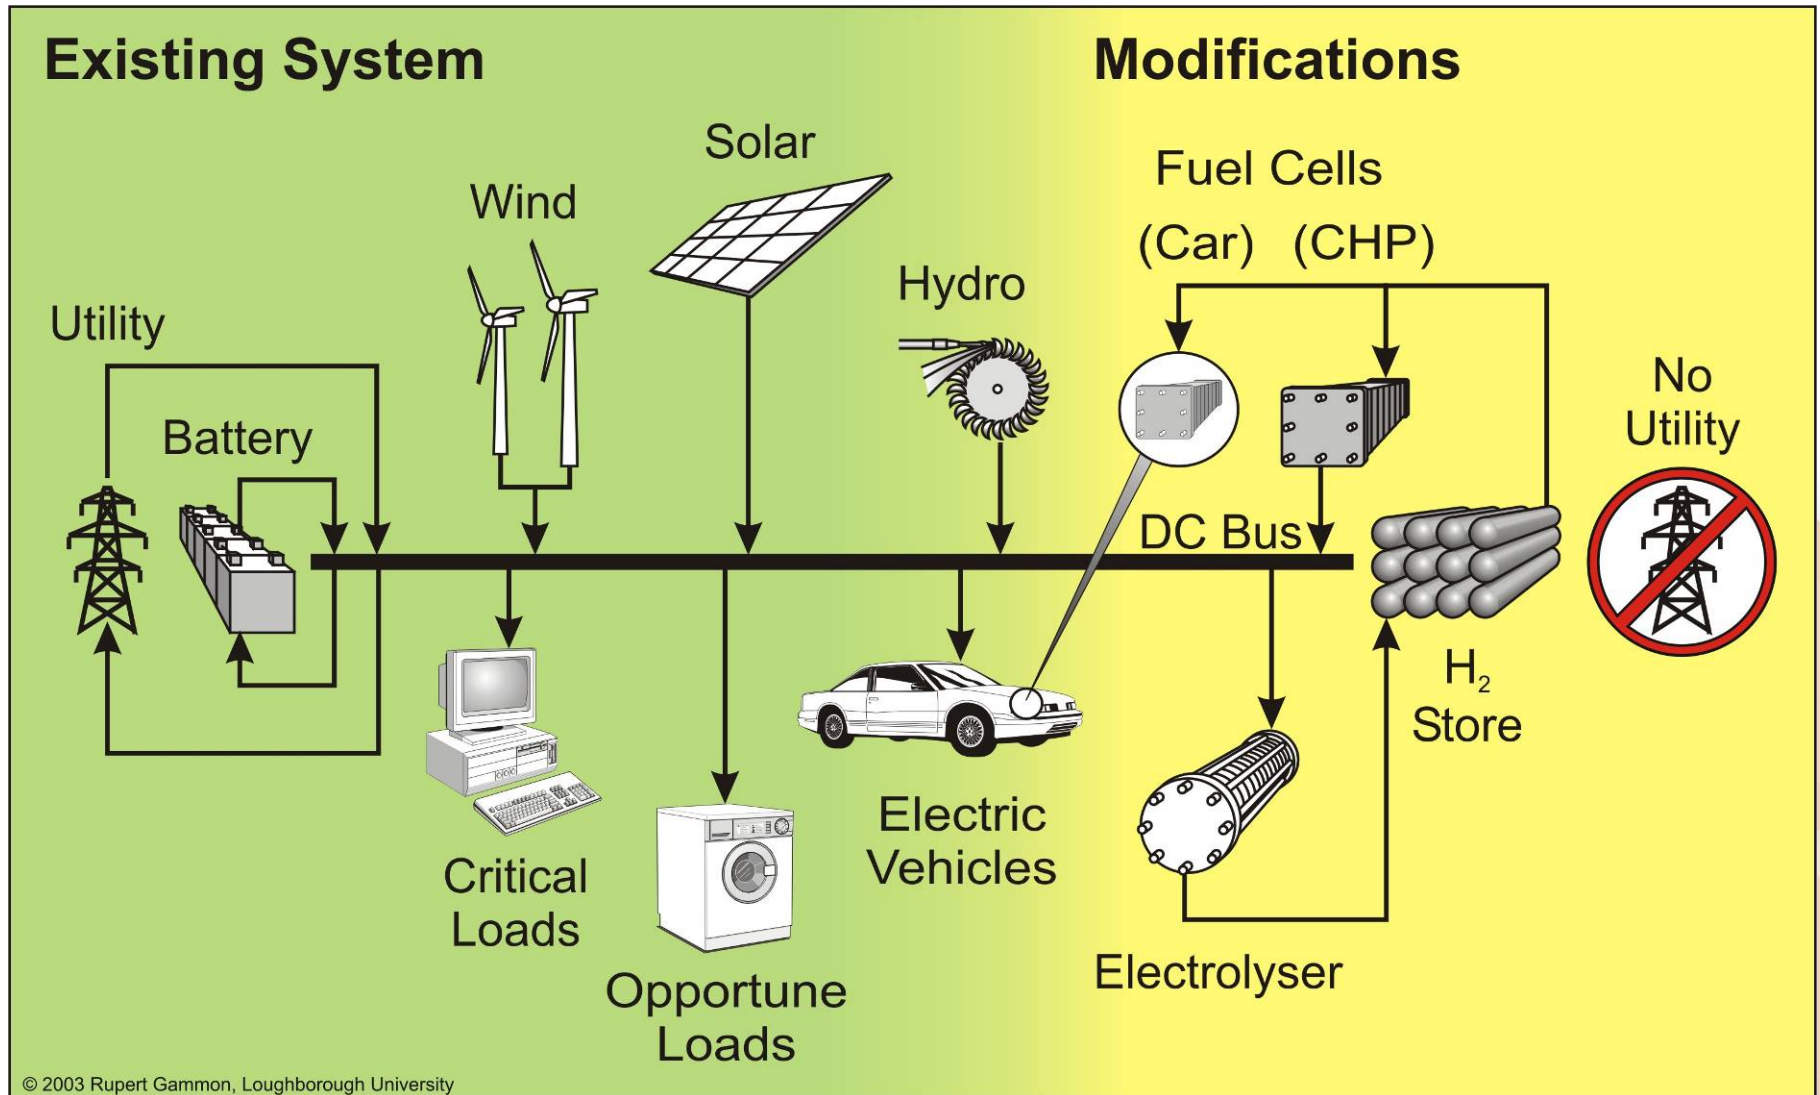 Existing System
Modifications
Solar
Fuel Cells
Wind
(Car) (CHP)
Hydro
Utility
No
Utility
Battery
DC Bus
H₂
Store
Electric
Vehicles
Critical
Loads
Electrolyser
Opportune
Loads
© 2003 Rupert Gammon, Loughborough University